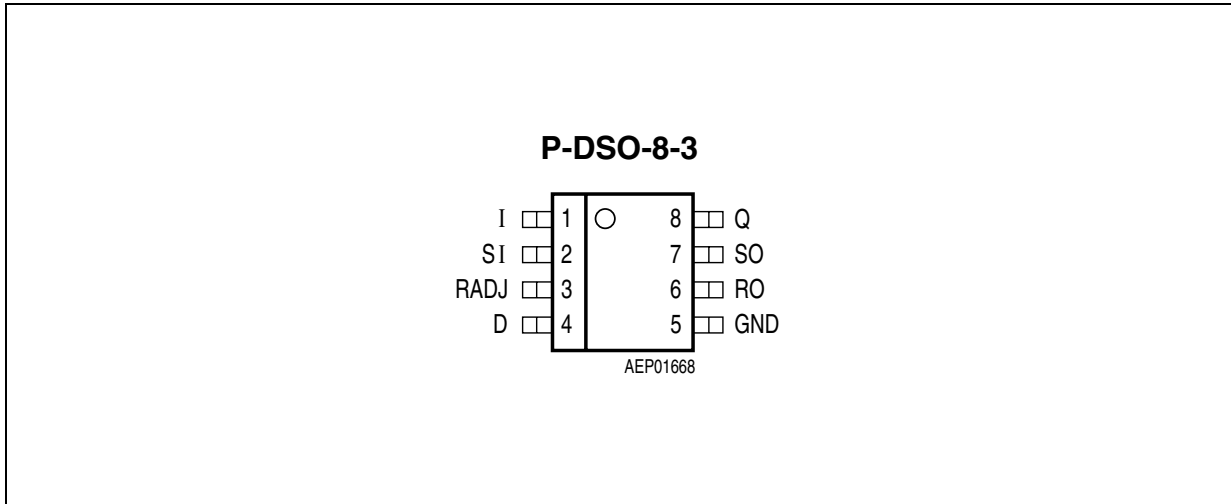 P-DSO-8-3
I 1 8 Q
SI 2 7 SO
RADJ 3 6 RO
D 4 5 GND
AEP01668